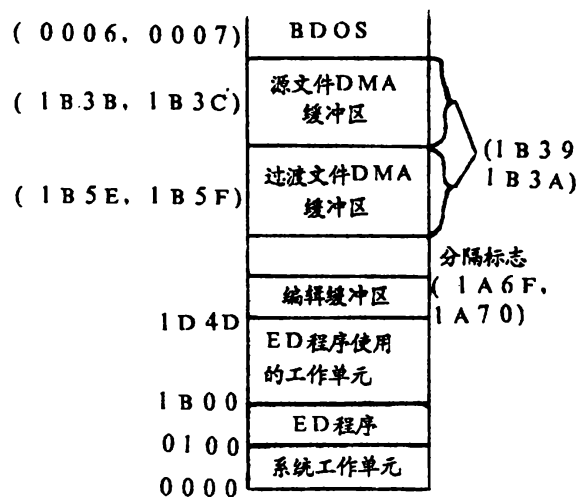 (0006, 0007)
BDOS
(1B3B, 1B3C)
源文件DMA
缓冲区
(1B39
1B3A)
(1B5E, 1B5F)
过渡文件DMA
缓冲区
分隔标志
(1A6F,
1A70)
编辑缓冲区
1D4D
ED程序使用
的工作单元
1B00
ED程序
0100
系统工作单元
0000